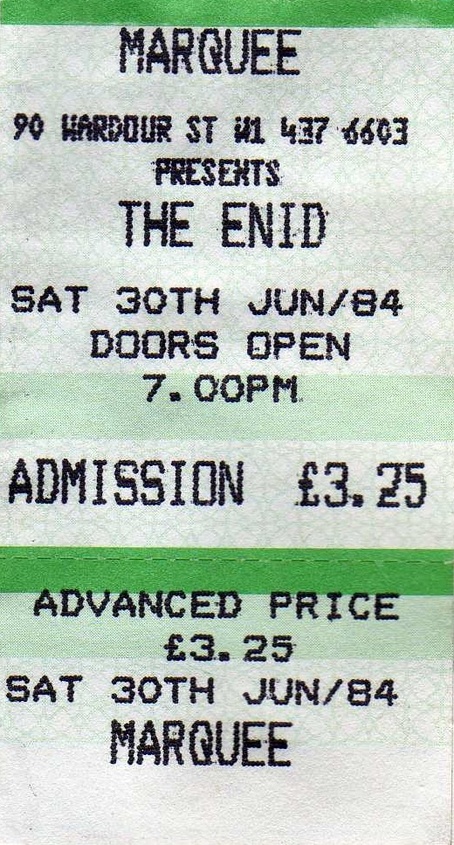 MARQUEE
90 WARDOUR ST W1 437 6603
PRESENTS
THE ENID
SAT 30TH JUN/84
DOORS OPEN
7.00PM
ADMISSION £3.25
ADVANCED PRICE
£3.25
SAT 30TH JUN/84
MARQUEE